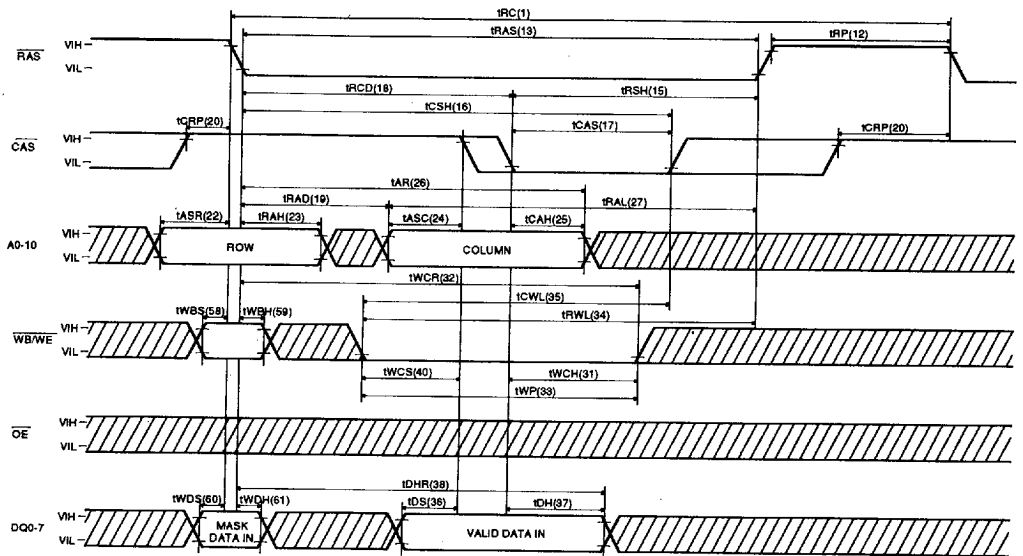 tRC(1)
tRAS(13)
tRP(12)
RAS
VIH
VIL
tRCD(18)
tRSH(15)
tCSH(16)
tCRP(20)
tCAS(17)
tCRP(20)
CAS
VIH
VIL
tAR(26)
tRAD(19)
tRAL(27)
tASR(22)
tRAH(23)
tASC(24)
tCAH(25)
A0-10
VIH
VIL
ROW
COLUMN
tWCR(32)
tCWL(35)
tWBS(58)
tWBH(59)
tRWL(34)
WB/WE
VIH
VIL
tWCS(40)
tWCH(31)
tWP(33)
OE
VIH
VIL
tDHR(38)
tWDS(60)
tWDH(61)
tDS(36)
tDH(37)
DQ0-7
VIH
VIL
MASK
DATA IN
VALID DATA IN